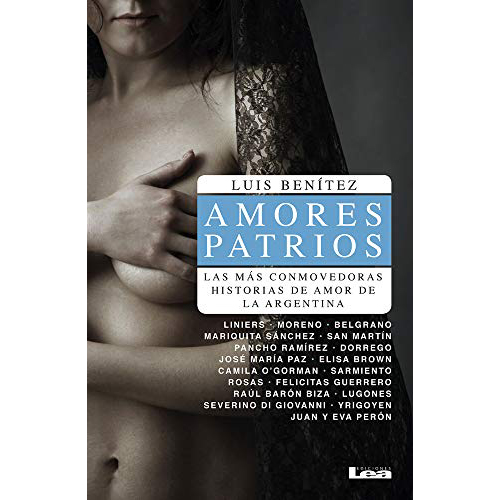 LUIS BENÍTEZ
AMORES
PATRIOS
LAS MÁS CONMOVEDORAS
HISTORIAS DE AMOR DE
LA ARGENTINA
LINIERS · MORENO · BELGRANO
MARIQUITA SÁNCHEZ · SAN MARTÍN
PANCHO RAMÍREZ · DORREGO
JOSÉ MARÍA PAZ · ELISA BROWN
CAMILA O'GORMAN · SARMIENTO
ROSAS · FELICITAS GUERRERO
RAÚL BARÓN BIZA · LUGONES
SEVERINO DI GIOVANNI · YRIGOYEN
JUAN Y EVA PERÓN
EDICIONES
Lea